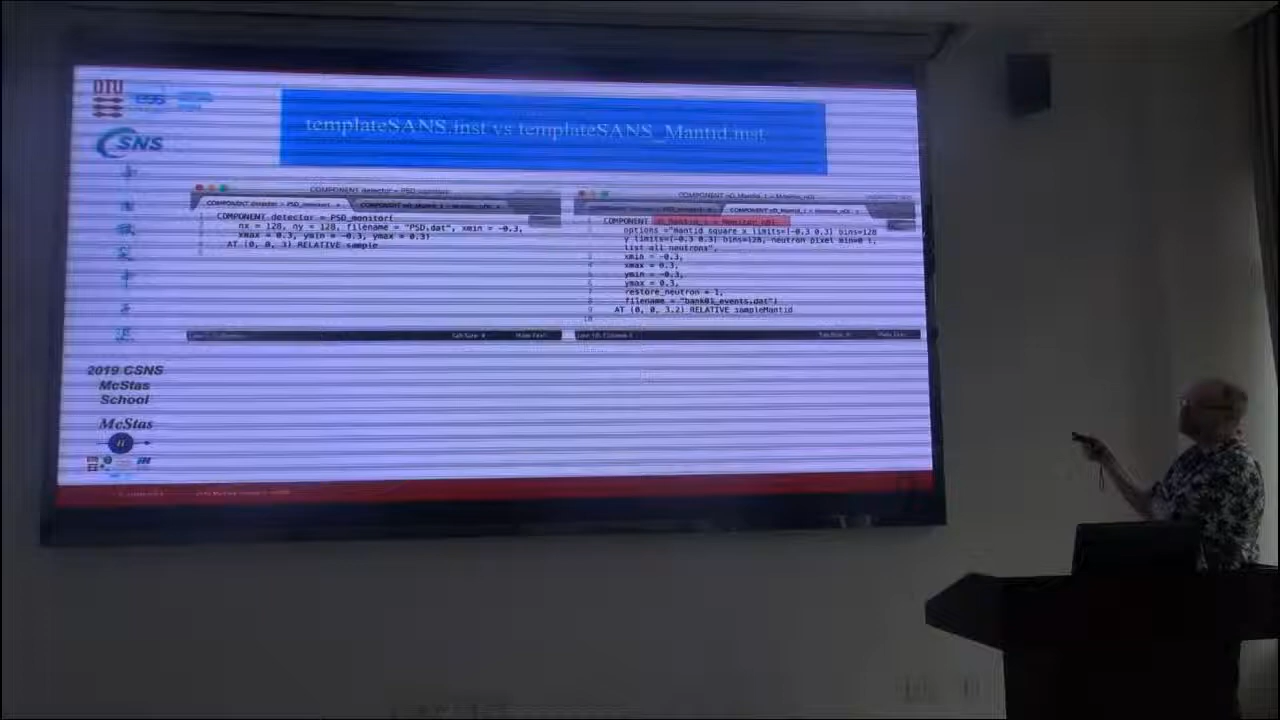 DTU
CSNS
templateSANS.inst vs templateSANS_Mantid.inst
2019 CSNS
McStas
School
McStas
COMPONENT detector = PSD_monitor(
nx = 128, ny = 128, filename = "PSD.dat", xmin = -0.3,
xmax = 0.3, ymin = -0.3, ymax = 0.3)
AT (0, 0, 3) RELATIVE sample
COMPONENT nD_Mantid_1 = Monitor_nD(
options ="mantid square x limits=[-0.3 0.3] bins=128
y limits=[-0.3 0.3] bins=128, neutron pixel min=0 t,
list all neutrons",
xmin = -0.3,
xmax = 0.3,
ymin = -0.3,
ymax = 0.3,
restore_neutron = 1,
filename = "bank01_events.dat")
AT (0, 0, 3.2) RELATIVE sampleMantid